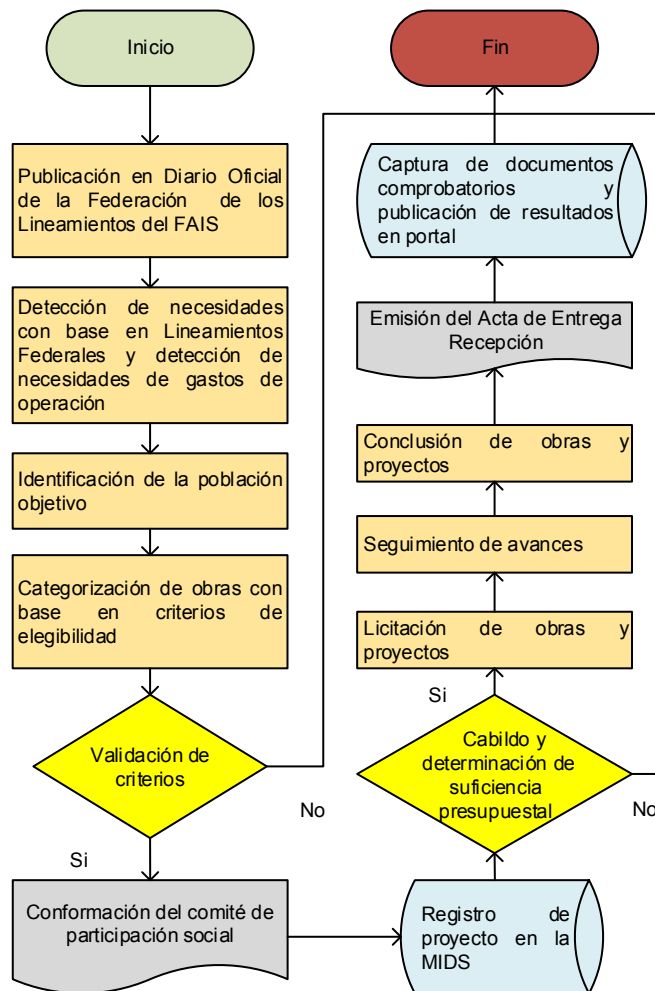 Inicio
Publicación en Diario Oficial
de la Federación de los
Lineamientos del FAIS
Detección de necesidades
con base en Lineamientos
Federales y detección de
necesidades de gastos de
operación
Identificación de la población
objetivo
Categorización de obras con
base en criterios de
elegibilidad
Validación de
criterios
No
Si
Conformación del comité de
participación social
Registro de
proyecto en la
MIDS
Cabildo y
determinación de
suficiencia
presupuestal
No
Si
Licitación de obras y
proyectos
Seguimiento de avances
Conclusión de obras y
proyectos
Emisión del Acta de Entrega
Recepción
Captura de documentos
comprobatorios y
publicación de resultados
en portal
Fin